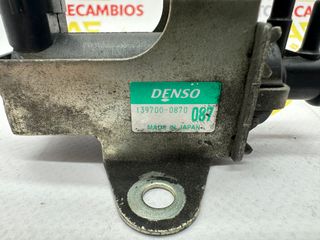 RECAMBIOS
DENSO
139700-0870
087
MADE IN JAPAN